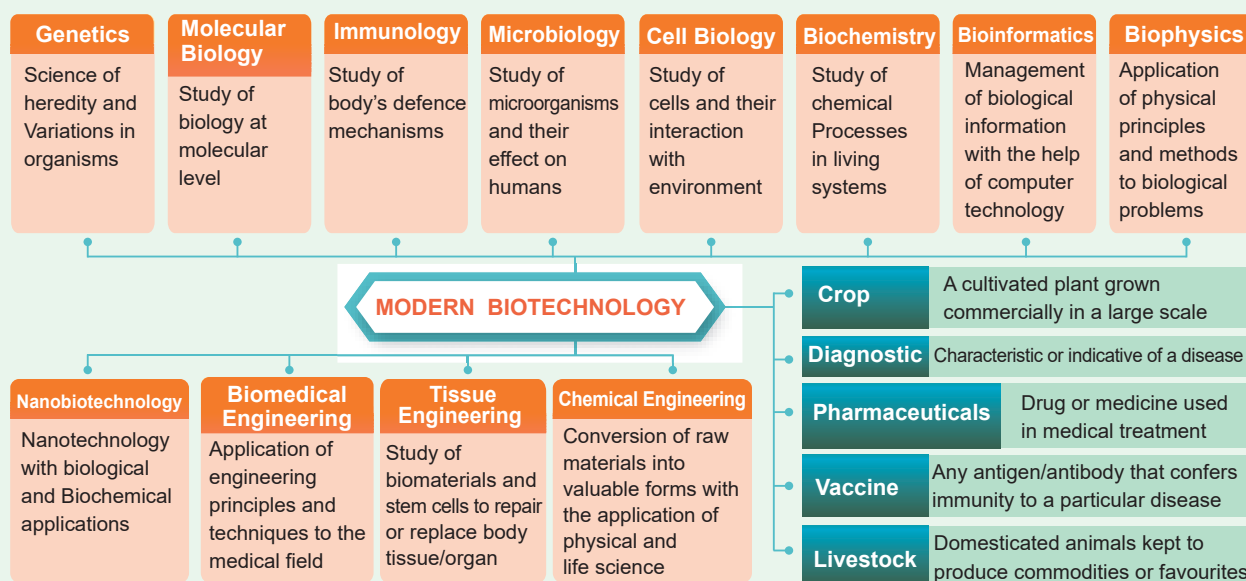 Genetics
Science of
heredity and
Variations in
organisms
Molecular
Biology
Study of
biology at
molecular
level
Immunology
Study of
body's defence
mechanisms
Microbiology
Study of
microorganisms
and their
effect on
humans
Cell Biology
Study of
cells and their
interaction
with
environment
Biochemistry
Study of
chemical
Processes
in living
systems
Bioinformatics
Management
of biological
information
with the help
of computer
technology
Biophysics
Application
of physical
principles
and methods
to biological
problems
MODERN BIOTECHNOLOGY
Nanobiotechnology
Nanotechnology
with biological
and Biochemical
applications
Biomedical
Engineering
Application of
engineering
principles and
techniques to the
medical field
Tissue
Engineering
Study of
biomaterials and
stem cells to repair
or replace body
tissue/organ
Chemical Engineering
Conversion of raw
materials into
valuable forms with
the application of
physical and
life science
Crop
A cultivated plant grown
commercially in a large scale
Diagnostic
Characteristic or indicative of a disease
Pharmaceuticals
Drug or medicine used
in medical treatment
Vaccine
Any antigen/antibody that confers
immunity to a particular disease
Livestock
Domesticated animals kept to
produce commodities or favourites